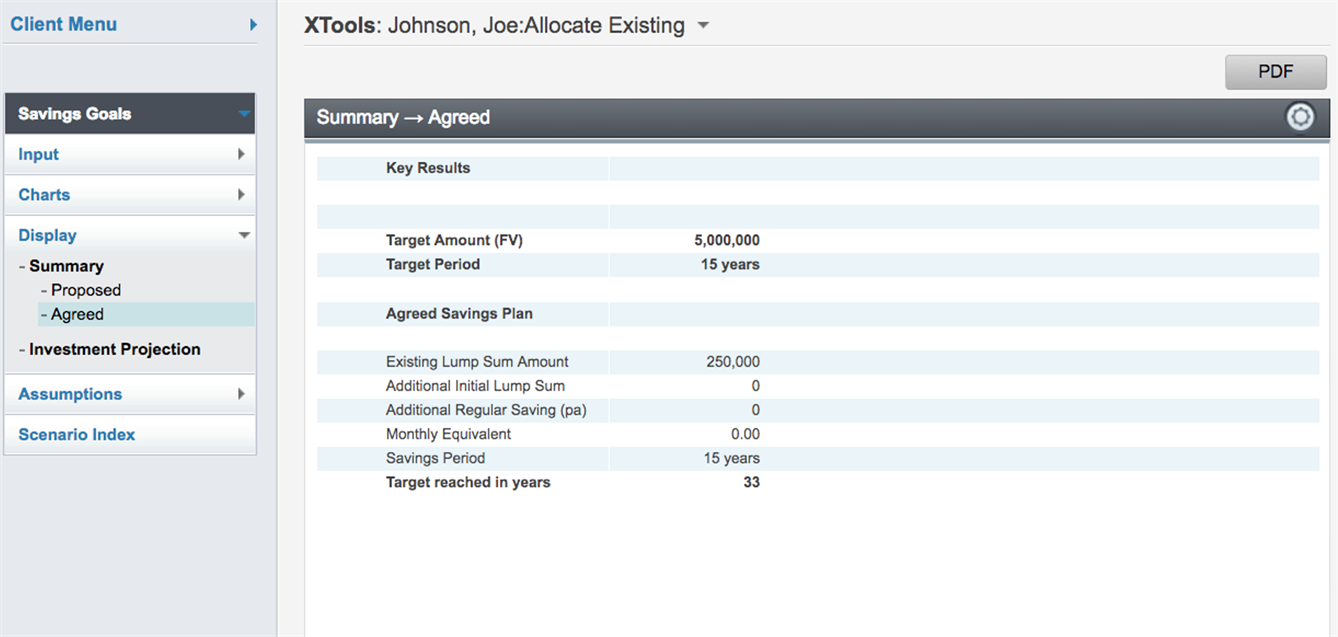 Client Menu
XTools: Johnson, Joe:Allocate Existing
PDF
Savings Goals
Input
Charts
Display
- Summary
- Proposed
- Agreed
- Investment Projection
Assumptions
Scenario Index
Summary → Agreed
Key Results
Target Amount (FV) 5,000,000
Target Period 15 years
Agreed Savings Plan
Existing Lump Sum Amount 250,000
Additional Initial Lump Sum 0
Additional Regular Saving (pa) 0
Monthly Equivalent 0.00
Savings Period 15 years
Target reached in years 33